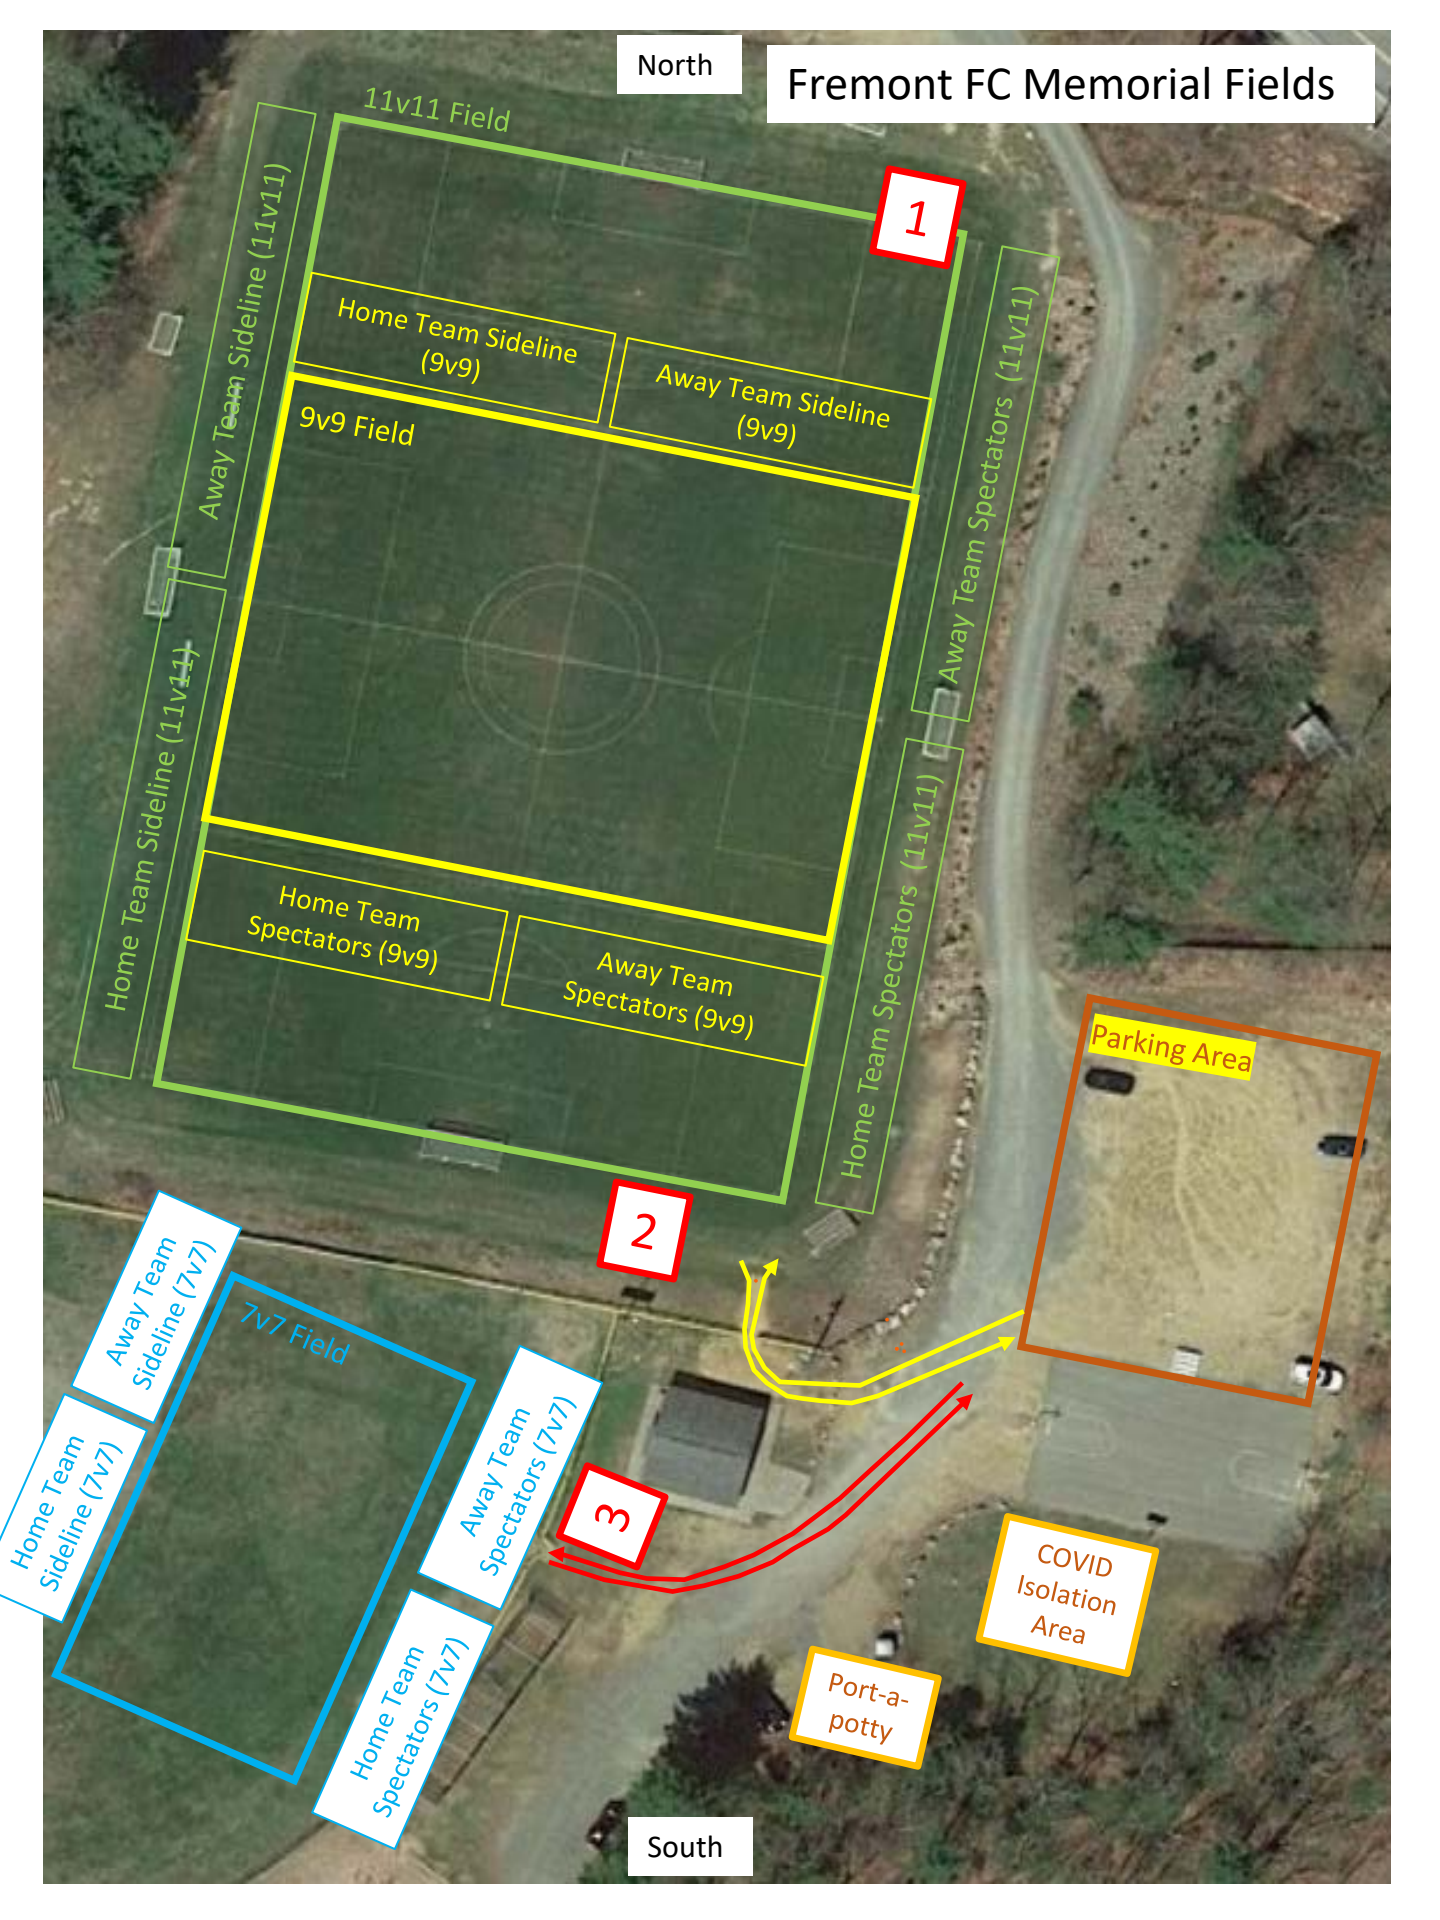 North
Fremont FC Memorial Fields
11v11 Field
1
Away Team Sideline (11v11)
Away Team Spectators (11v11)
Home Team Sideline
(9v9)
Away Team Sideline
(9v9)
9v9 Field
Home Team Sideline (11v11)
Home Team Spectators (11v11)
Home Team
Spectators (9v9)
Away Team
Spectators (9v9)
Parking Area
2
Away Team
Sideline (7v7)
7v7 Field
Home Team
Sideline (7v7)
Away Team
Spectators (7v7)
3
Home Team
Spectators (7v7)
COVID
Isolation
Area
Port-a-
potty
South